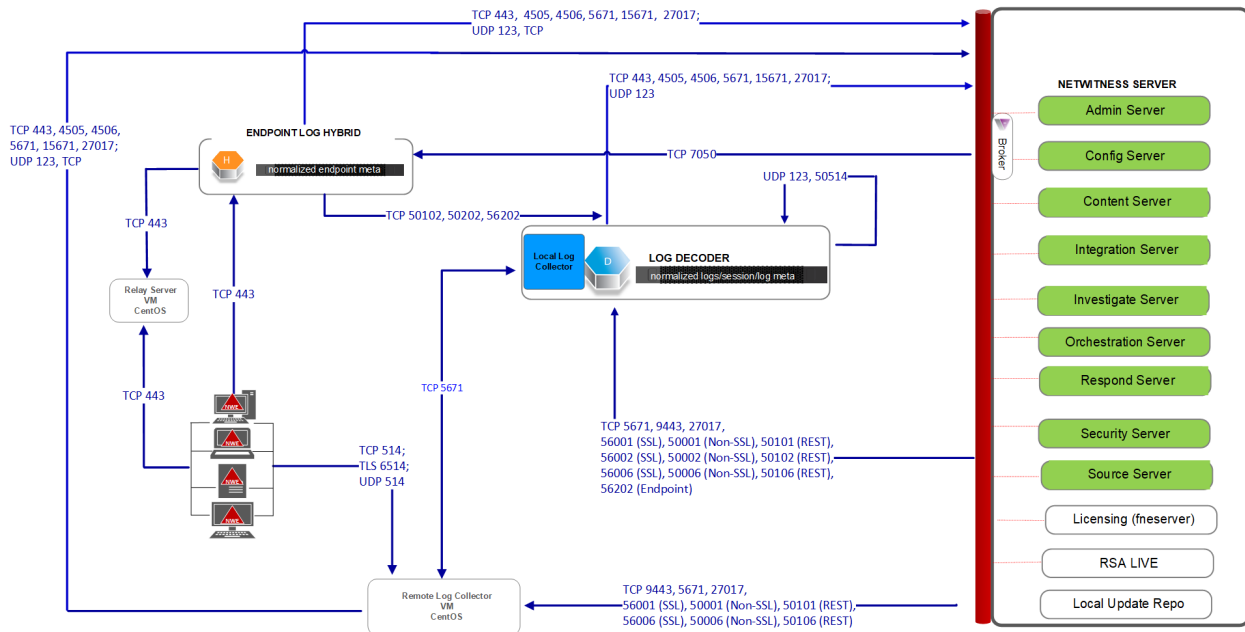 TCP 443, 4505, 4506, 5671, 15671, 27017;
UDP 123, TCP
TCP 443, 4505, 4506, 5671, 15671, 27017;
UDP 123
NETWITNESS SERVER
Admin Server
TCP 443, 4505, 4506,
5671, 15671, 27017;
UDP 123, TCP
ENDPOINT LOG HYBRID
H
normalized endpoint meta
TCP 7050
Broker
Config Server
UDP 123, 50514
Content Server
TCP 443
TCP 50102, 50202, 56202
Local Log
Collector
D
LOG DECODER
normalized logs/session/log meta
Integration Server
Relay Server
VM
CentOS
TCP 443
Investigate Server
Orchestration Server
TCP 443
TCP 5671
Respond Server
NWE
NWE
NWE
NWE
TCP 514;
TLS 6514;
UDP 514
TCP 5671, 9443, 27017,
56001 (SSL), 50001 (Non-SSL), 50101 (REST),
56002 (SSL), 50002 (Non-SSL), 50102 (REST),
56006 (SSL), 50006 (Non-SSL), 50106 (REST),
56202 (Endpoint)
Security Server
Source Server
Licensing (fneserver)
RSA LIVE
Remote Log Collector
VM
CentOS
TCP 9443, 5671, 27017,
56001 (SSL), 50001 (Non-SSL), 50101 (REST),
56006 (SSL), 50006 (Non-SSL), 50106 (REST)
Local Update Repo